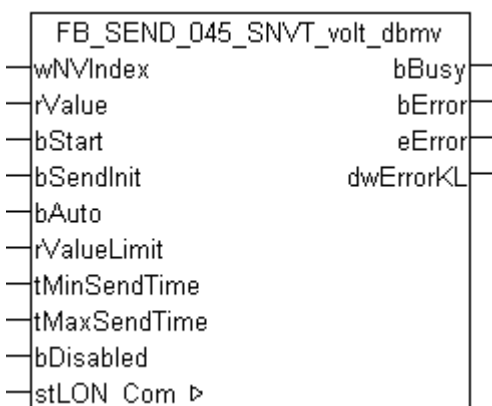 FB_SEND_045_SNVT_volt_dbmv
wNVIndex bBusy
rValue bError
bStart eError
bSendInit dwErrorKL
bAuto
rValueLimit
tMinSendTime
tMaxSendTime
bDisabled
stLON_Com ▷